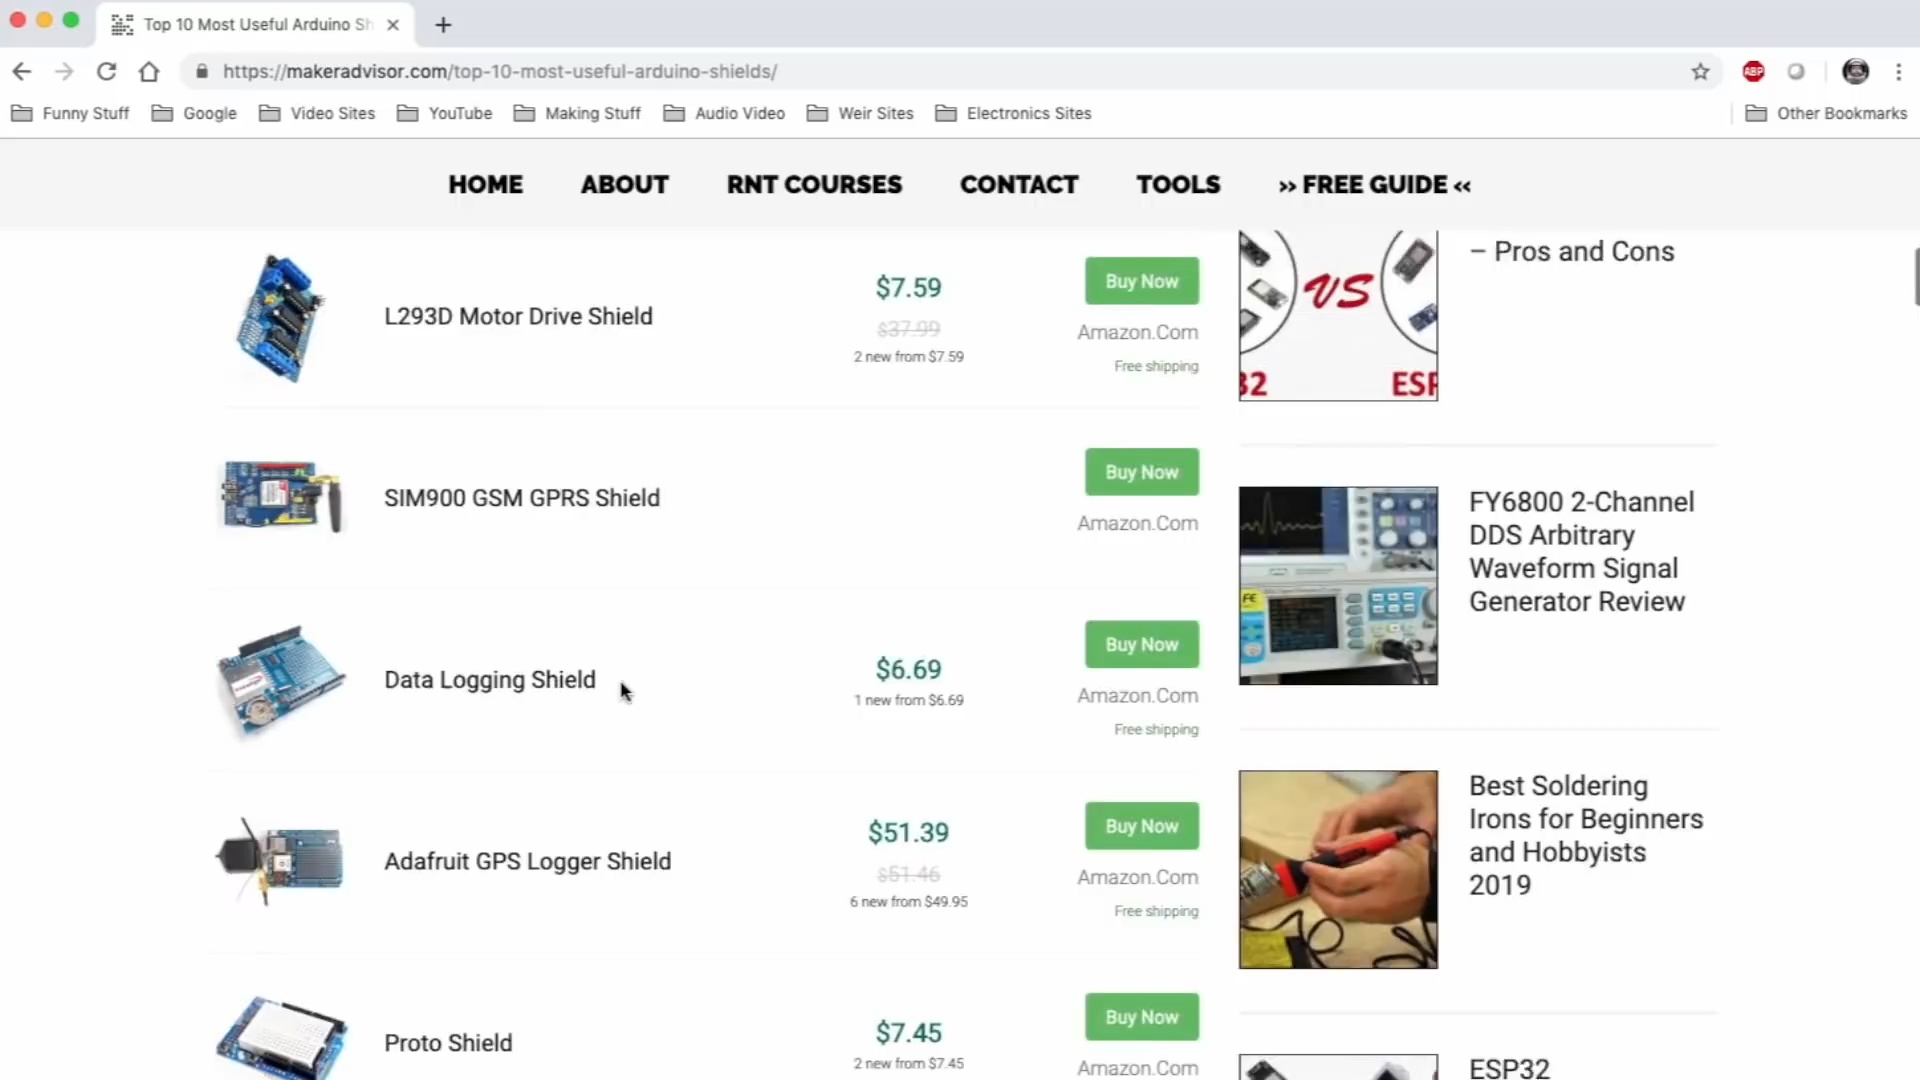 Top 10 Most Useful Arduino Sh
https://makeradvisor.com/top-10-most-useful-arduino-shields/
ABP
Funny Stuff
Google
Video Sites
YouTube
Making Stuff
Audio Video
Weir Sites
Electronics Sites
Other Bookmarks
HOME
ABOUT
RNT COURSES
CONTACT
TOOLS
›› FREE GUIDE ‹‹
L293D Motor Drive Shield
$7.59
$37.99
2 new from $7.59
Buy Now
Amazon.Com
Free shipping
SIM900 GSM GPRS Shield
Buy Now
Amazon.Com
Data Logging Shield
$6.69
1 new from $6.69
Buy Now
Amazon.Com
Free shipping
Adafruit GPS Logger Shield
$51.39
$51.46
6 new from $49.95
Buy Now
Amazon.Com
Free shipping
Proto Shield
$7.45
2 new from $7.45
Buy Now
Amazon.Com
VS
32
ESP
– Pros and Cons
FY6800 2-Channel
DDS Arbitrary
Waveform Signal
Generator Review
Best Soldering
Irons for Beginners
and Hobbyists
2019
ESP32